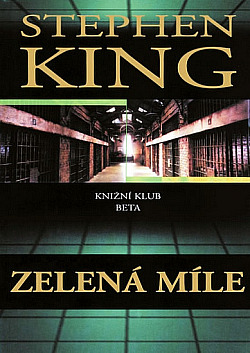 STEPHEN
KING
KNIŽNÍ KLUB
BETA
ZELENÁ MÍLE